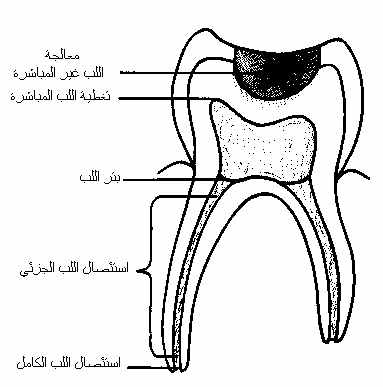 معالجة
اللب غير المباشرة
تغطية اللب المباشرة
بتر اللب
استئصال اللب الجزئي
استئصال اللب الكامل